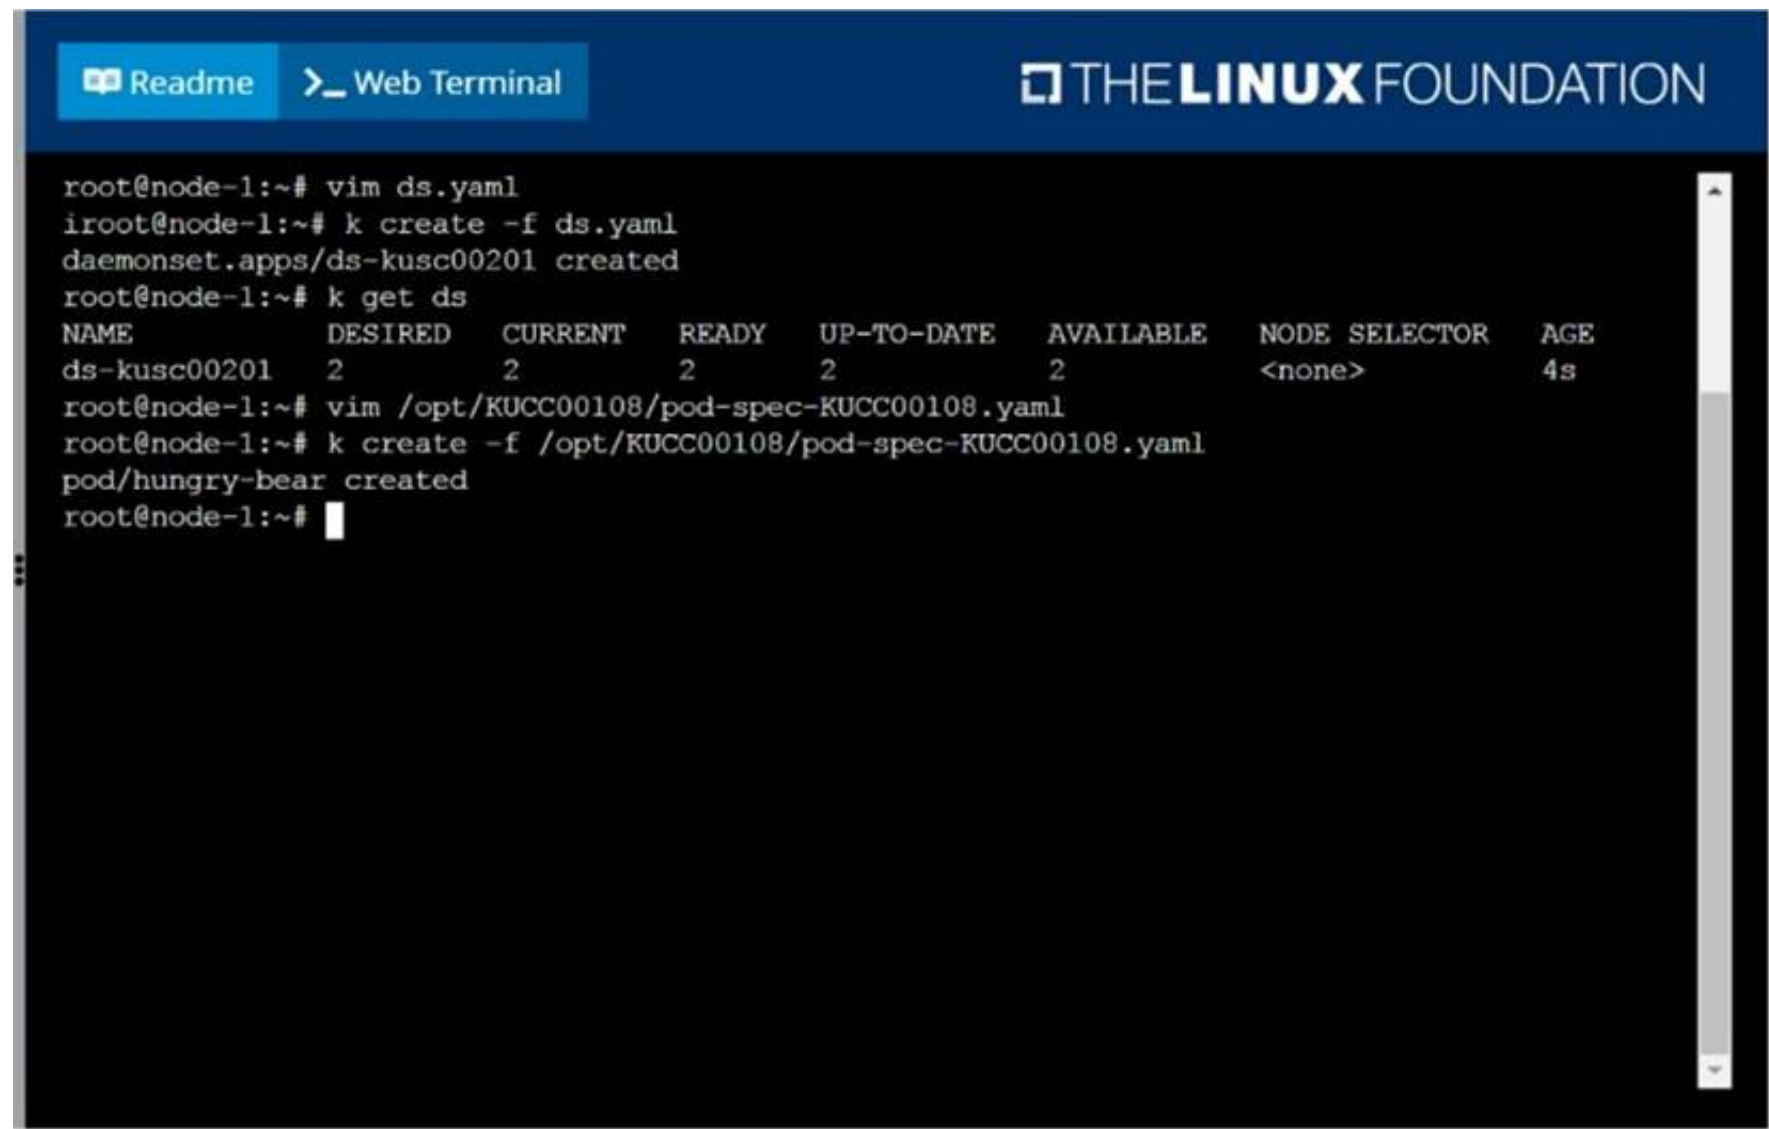 Readme >_ Web Terminal THE LINUX FOUNDATION
root@node-1:~# vim ds.yaml
iroot@node-1:~# k create -f ds.yaml
daemonset.apps/ds-kusc00201 created
root@node-1:~# k get ds
NAME DESIRED CURRENT READY UP-TO-DATE AVAILABLE NODE SELECTOR AGE
ds-kusc00201 2 2 2 2 2 <none> 4s
root@node-1:~# vim /opt/KUCC00108/pod-spec-KUCC00108.yaml
root@node-1:~# k create -f /opt/KUCC00108/pod-spec-KUCC00108.yaml
pod/hungry-bear created
root@node-1:~#